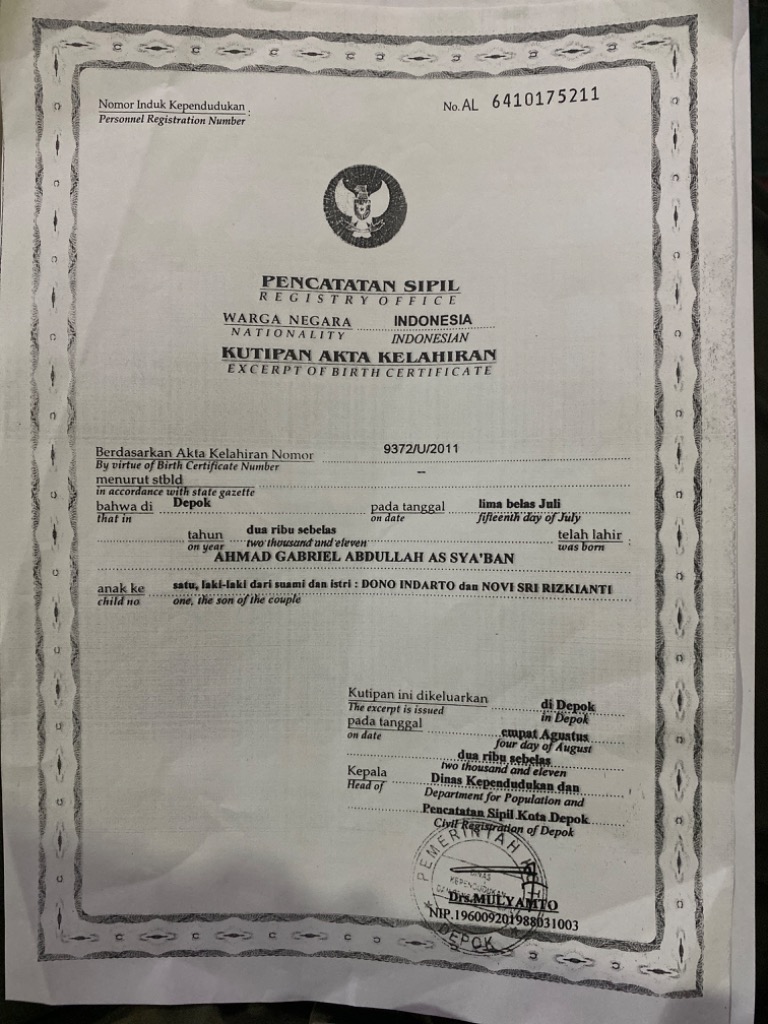 Nomor Induk Kependudukan :
Personnel Registration Number
No. AL 6410175211
PENCATATAN SIPIL
REGISTRY OFFICE
WARGA NEGARA INDONESIA
NATIONALITY INDONESIAN
KUTIPAN AKTA KELAHIRAN
EXCERPT OF BIRTH CERTIFICATE
Berdasarkan Akta Kelahiran Nomor 9372/U/2011
By virtue of Birth Certificate Number
menurut stbld --
in accordance with state gazette
bahwa di Depok pada tanggal lima belas Juli
that in on date fifteenth day of July
tahun dua ribu sebelas telah lahir :
on year two thousand and eleven was born
AHMAD GABRIEL ABDULLAH AS SYA'BAN
anak ke satu, laki-laki dari suami dan istri : DONO INDARTO dan NOVI SRI RIZKIANTI
child no. one, the son of the couple
Kutipan ini dikeluarkan di Depok
The excerpt is issued in Depok
pada tanggal empat Agustus
on date four day of August
dua ribu sebelas
two thousand and eleven
Kepala Dinas Kependudukan dan
Head of Department for Population and
Pencatatan Sipil Kota Depok
Civil Registration of Depok
PEMERINTAH
DINAS
Drs.MULYAMTO
NIP.196009201988031003
DEPOK